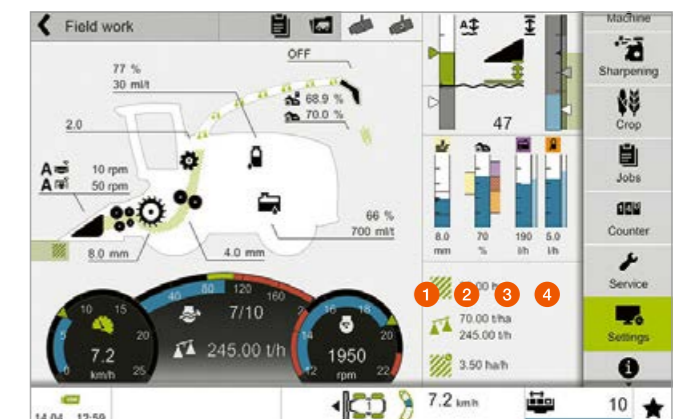 Field work
Machine
OFF
A
77 %
30 ml/t
68.9 %
70.0 %
Sharpening
2.0
47
Crop
A
10 rpm
A
50 rpm
Jobs
66 %
700 ml/t
8.0 70 190 5.0
mm % l/h l/h
Counter
8.0 mm
4.0 mm
1 2 3 4
Service
40 80 120 160
7/10
245.00 t/h
5 10 15 20 25
7.2
km/h
12 14 16 18 20 22
1950
rpm
70.00 t/ha
245.00 t/h
3.50 ha/h
Settings
14.04. 12:59
1
7.2 km/h
10